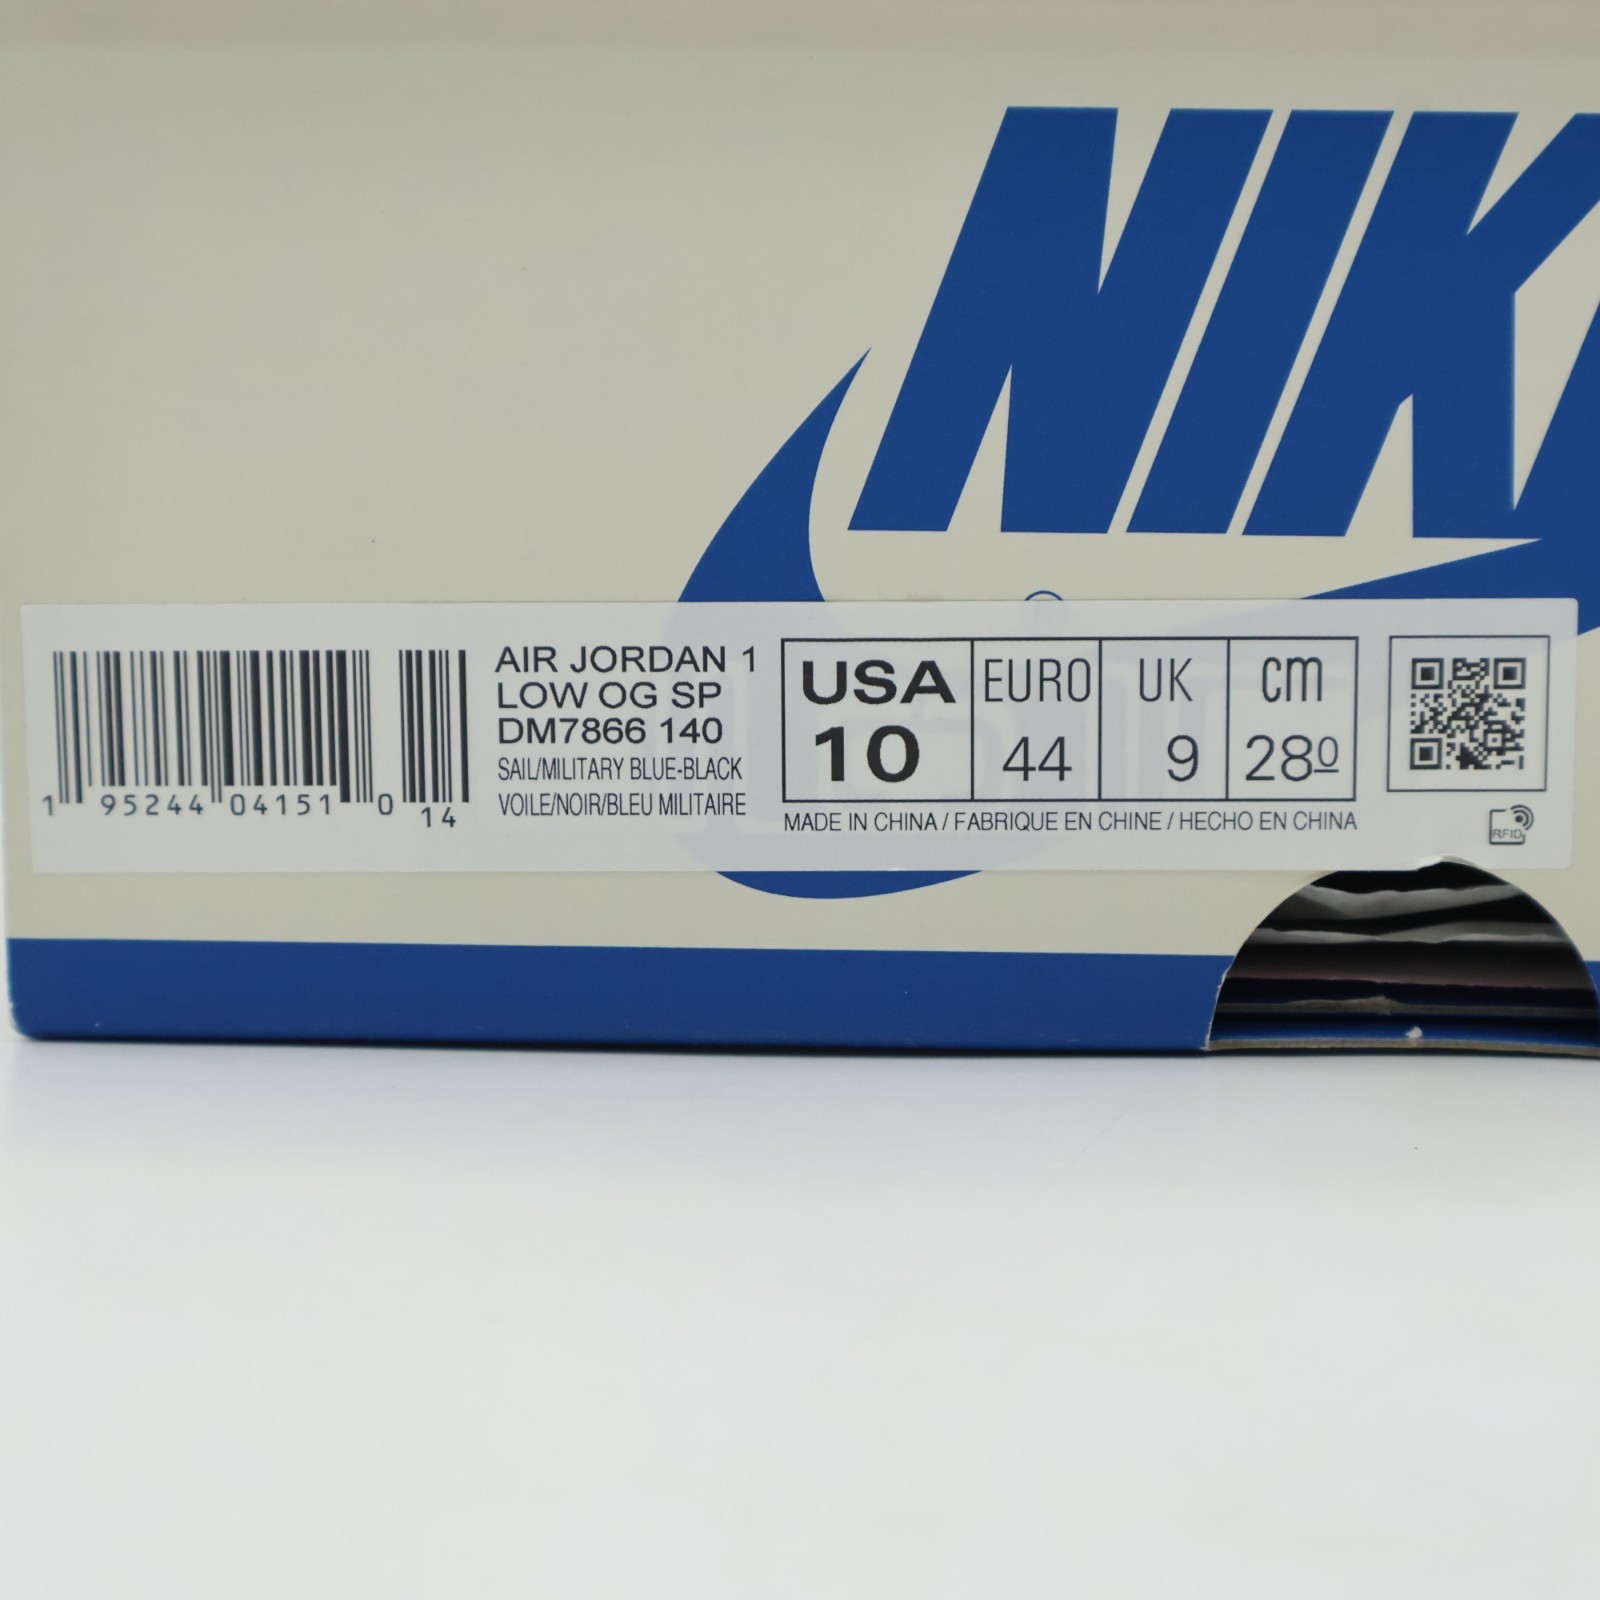 NIK
®
1 95244 04151 0 14
AIR JORDAN 1
LOW OG SP
DM7866 140
SAIL/MILITARY BLUE-BLACK
VOILE/NOIR/BLEU MILITAIRE
USA EURO UK cm
10 44 9 280
MADE IN CHINA / FABRIQUE EN CHINE / HECHO EN CHINA
RFID